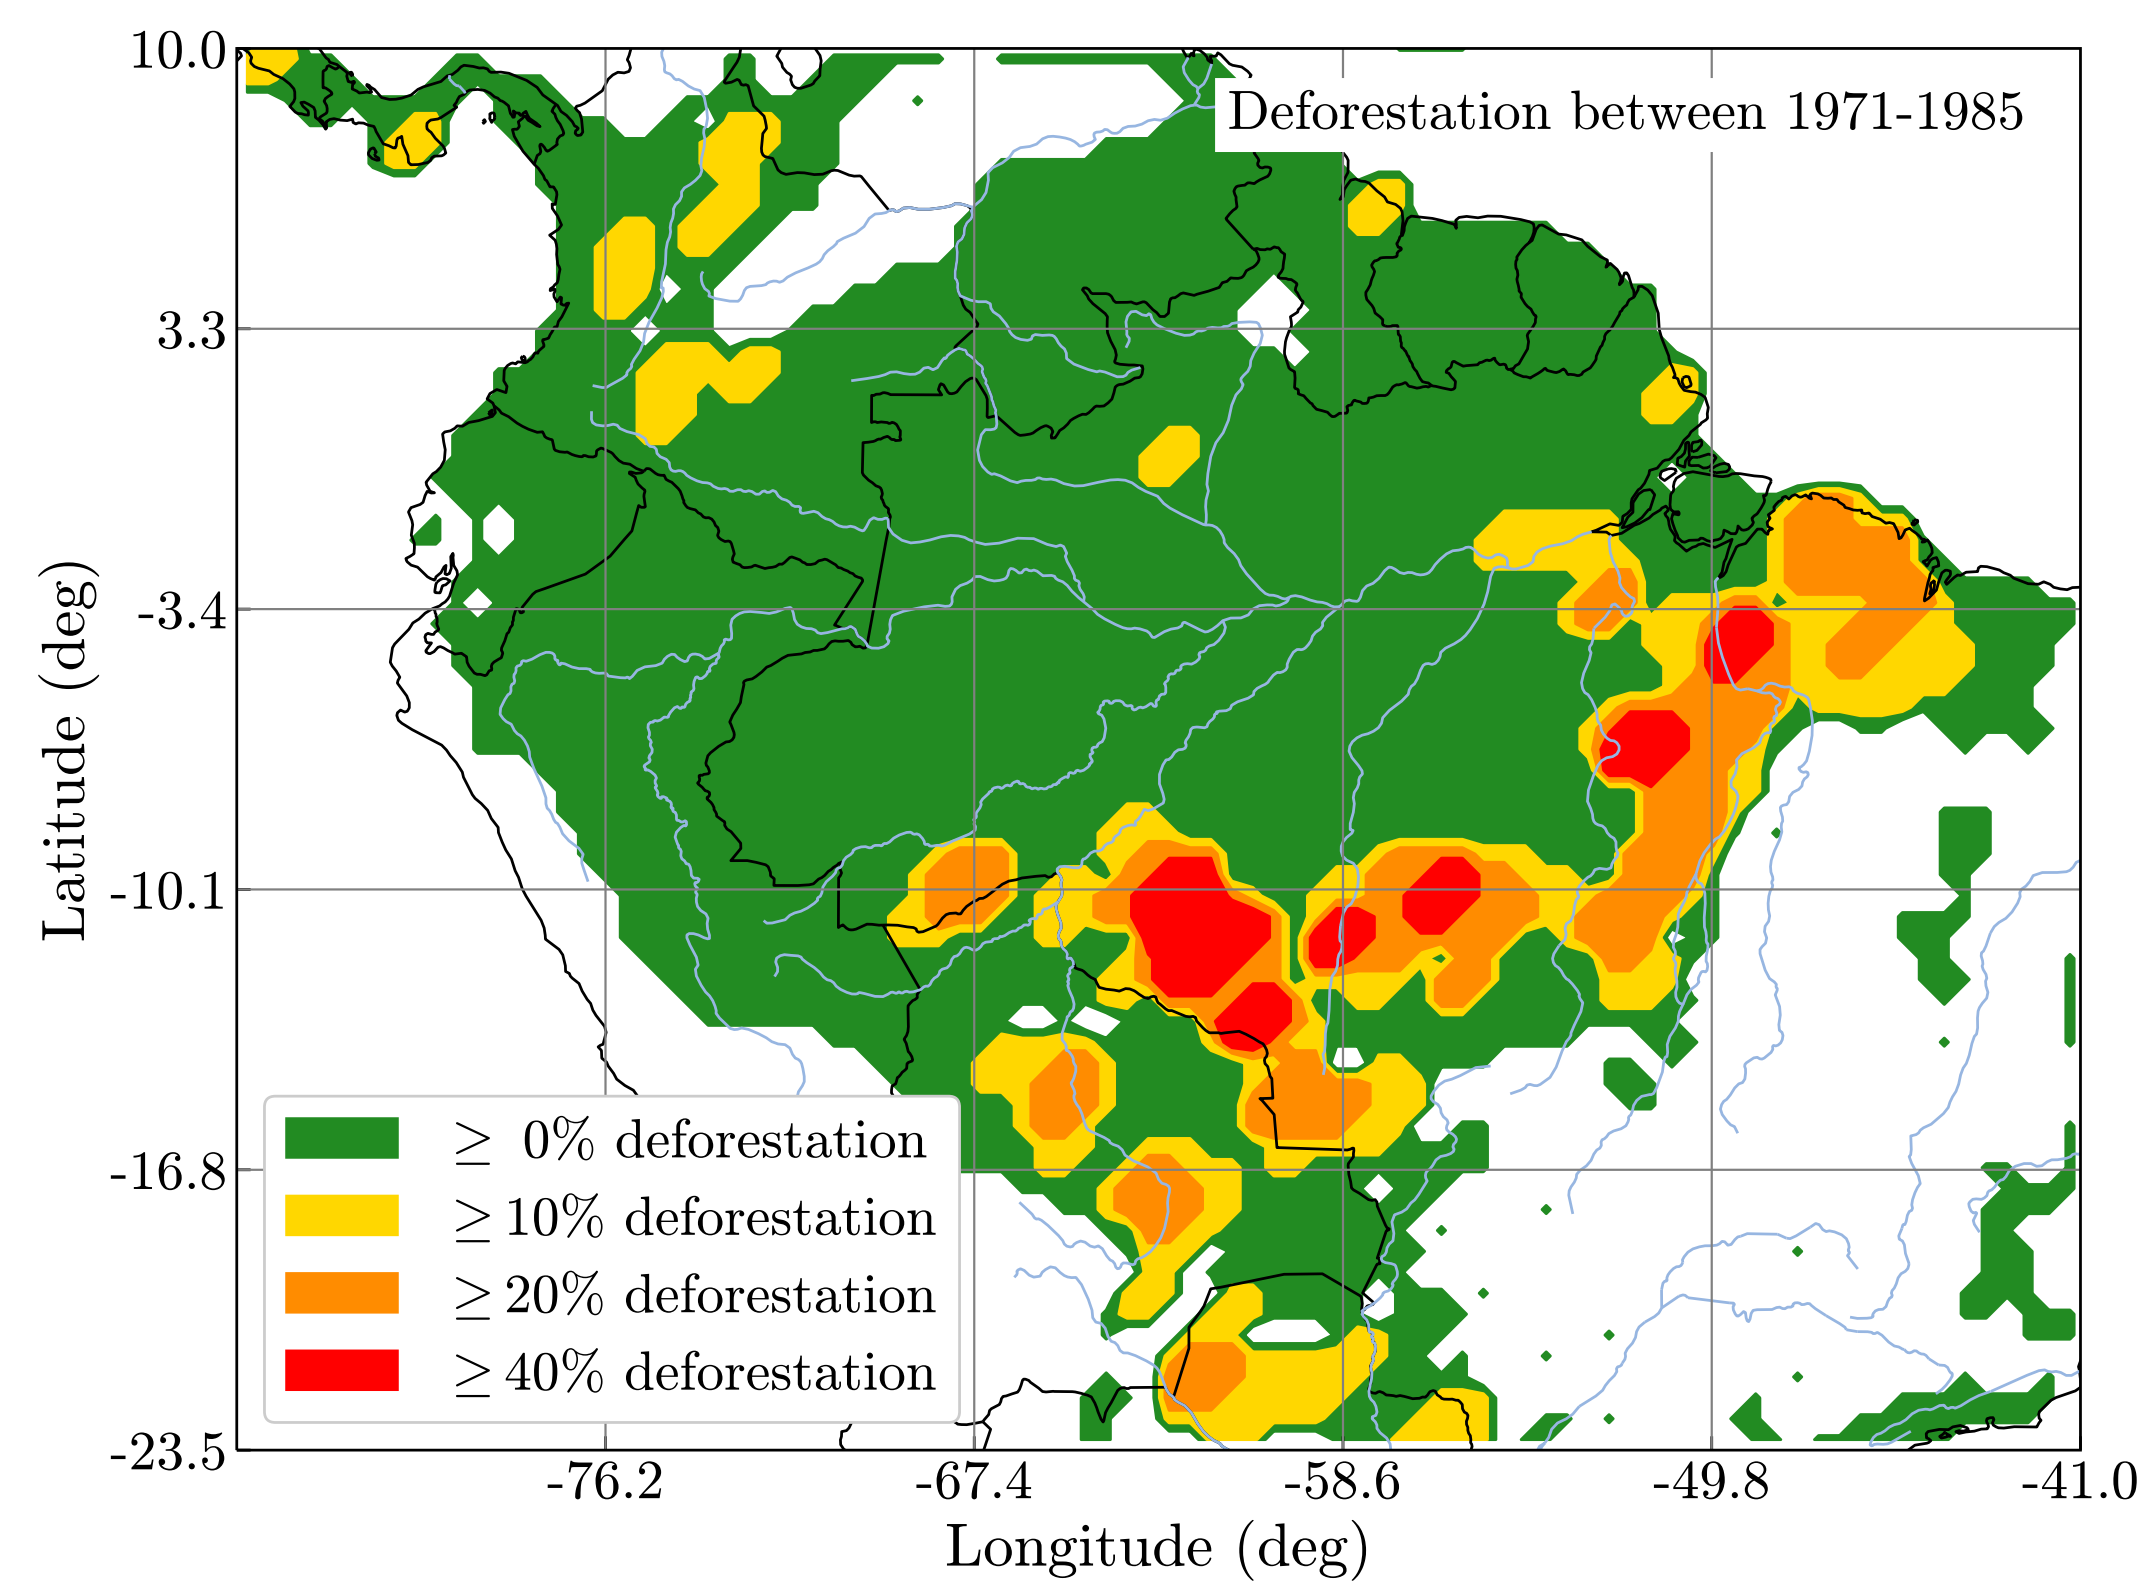 Deforestation between 1971-1985
10.0
3.3
-3.4
-10.1
-16.8
-23.5
Latitude (deg)
≥ 0% deforestation
≥ 10% deforestation
≥ 20% deforestation
≥ 40% deforestation
-76.2
-67.4
-58.6
-49.8
-41.0
Longitude (deg)